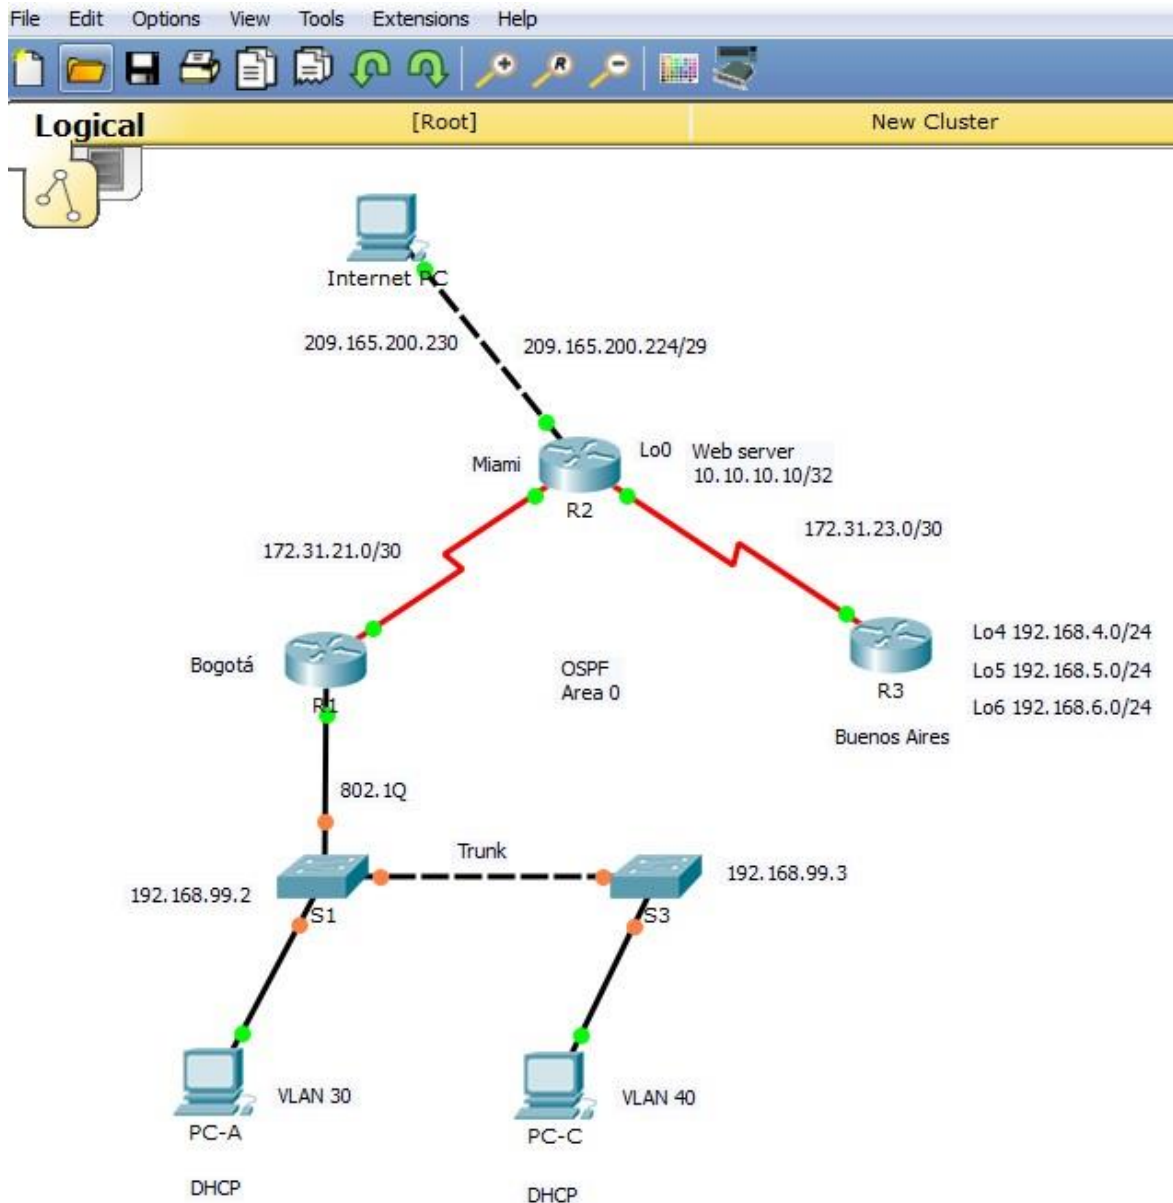 File Edit Options View Tools Extensions Help
R
Logical [Root] New Cluster
Internet PC
209.165.200.230
209.165.200.224/29
Miami
Lo0
Web server
10.10.10.10/32
R2
172.31.23.0/30
172.31.21.0/30
Bogotá
R1
OSPF
Area 0
R3
Lo4 192.168.4.0/24
Lo5 192.168.5.0/24
Lo6 192.168.6.0/24
Buenos Aires
802.1Q
Trunk
192.168.99.2
S1
192.168.99.3
S3
VLAN 30
PC-A
DHCP
VLAN 40
PC-C
DHCP